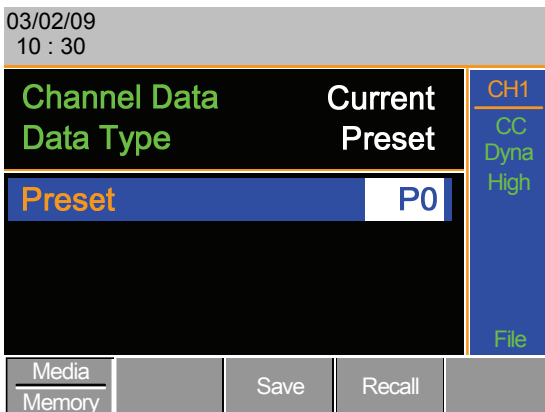 03/02/09
10 : 30
Channel Data Current
Data Type Preset
Preset P0
CH1
CC
Dyna
High
File
Media
Memory
Save
Recall